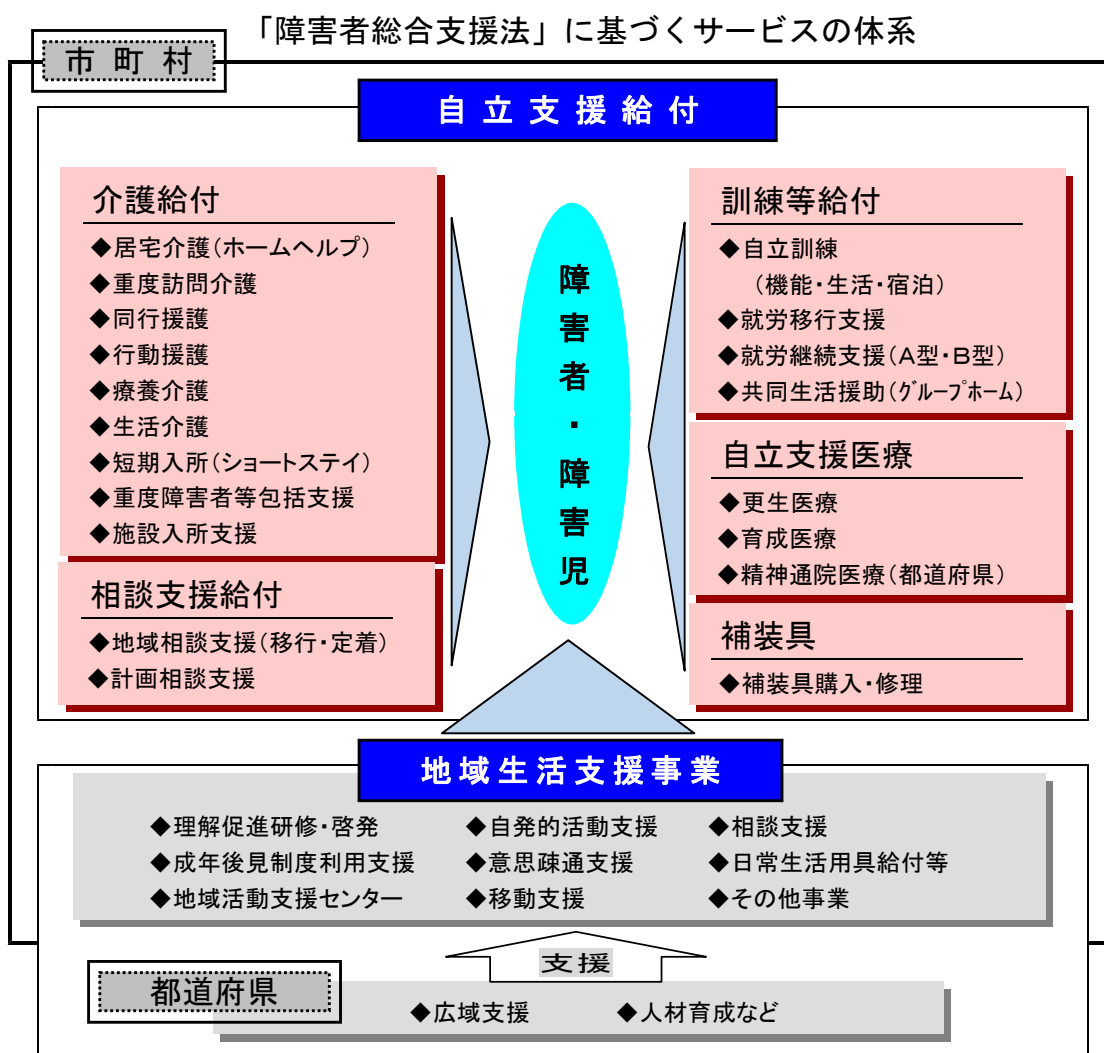 「障害者総合支援法」に基づくサービスの体系
市町村
自立支援給付
介護給付
◆居宅介護(ホームヘルプ)
◆重度訪問介護
◆同行援護
◆行動援護
◆療養介護
◆生活介護
◆短期入所(ショートステイ)
◆重度障害者等包括支援
◆施設入所支援
相談支援給付
◆地域相談支援(移行・定着)
◆計画相談支援
障害者・障害児
訓練等給付
◆自立訓練
(機能・生活・宿泊)
◆就労移行支援
◆就労継続支援(A型・B型)
◆共同生活援助(グループホーム)
自立支援医療
◆更生医療
◆育成医療
◆精神通院医療(都道府県)
補装具
◆補装具購入・修理
地域生活支援事業
◆理解促進研修・啓発 ◆自発的活動支援 ◆相談支援
◆成年後見制度利用支援 ◆意思疎通支援 ◆日常生活用具給付等
◆地域活動支援センター ◆移動支援 ◆その他事業
支援
都道府県
◆広域支援 ◆人材育成など